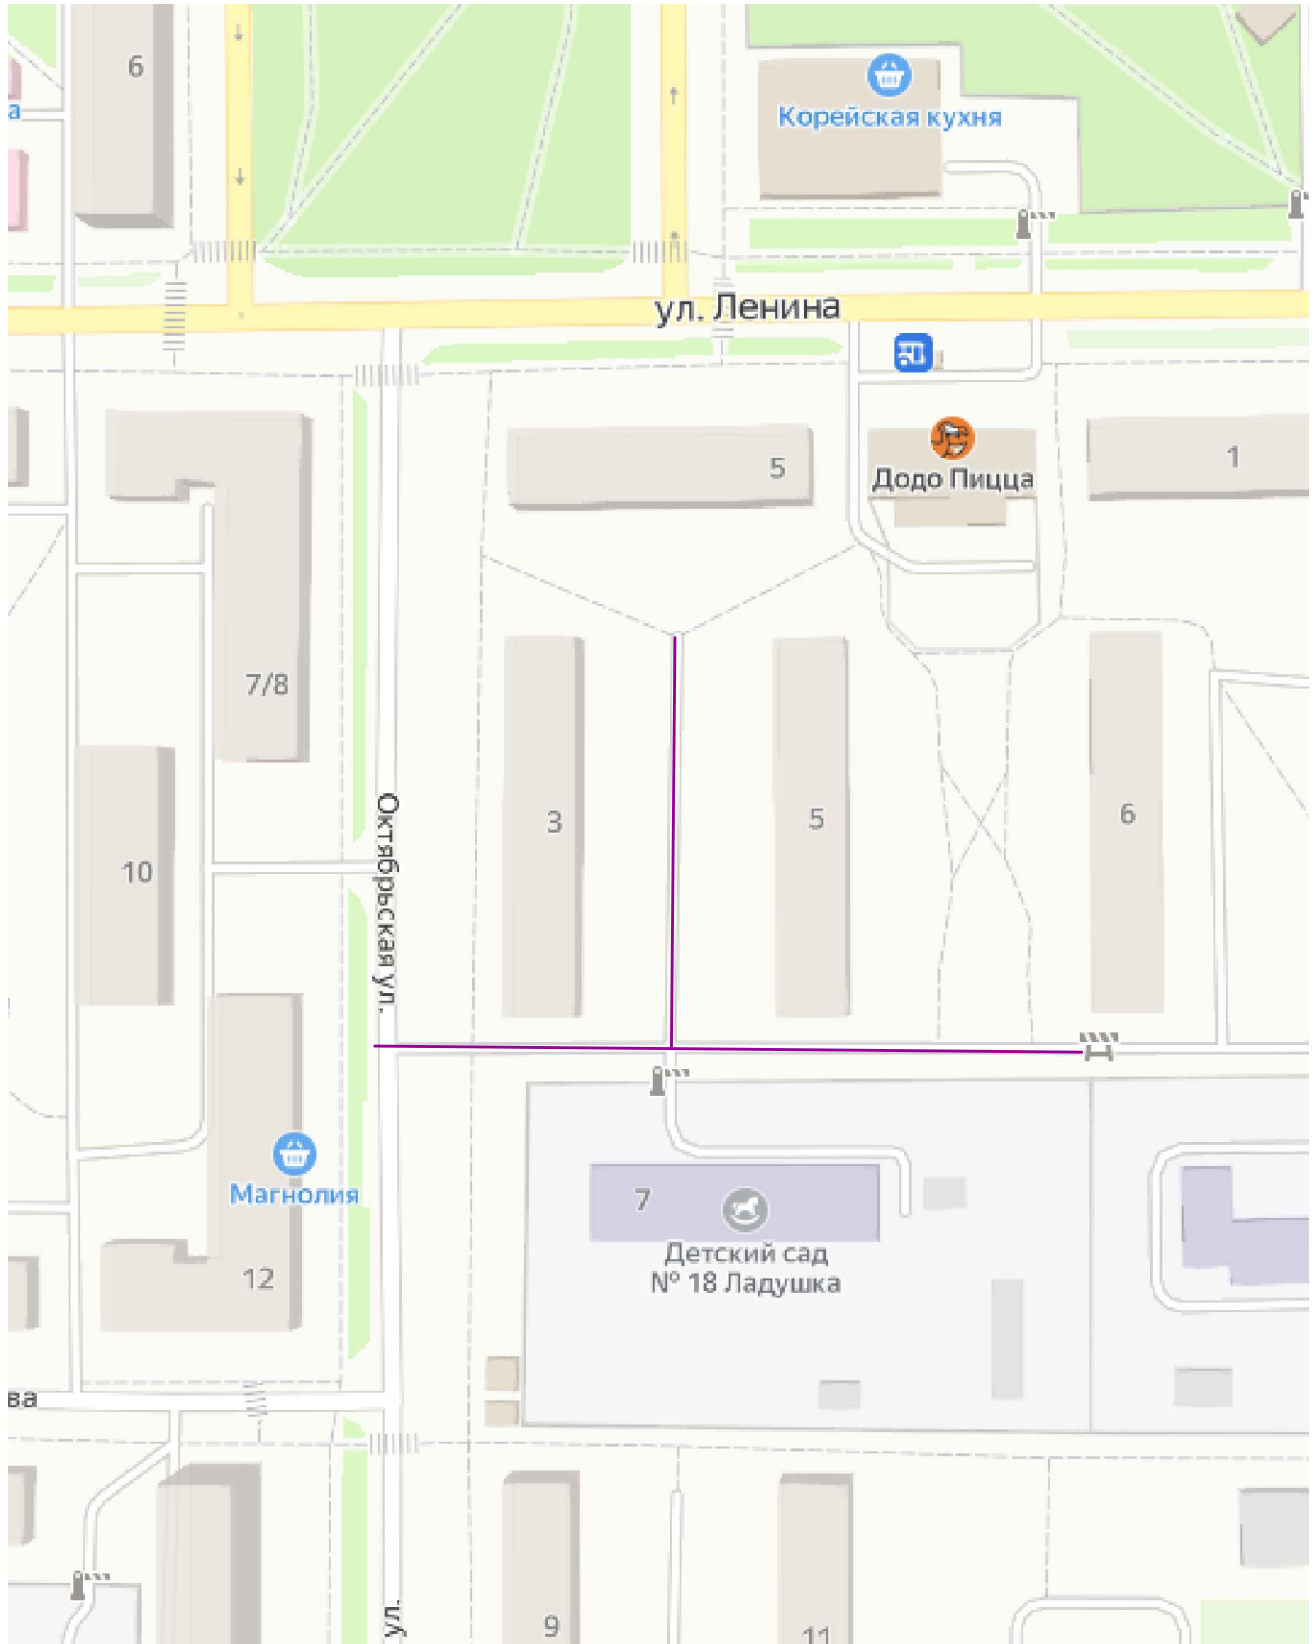 6
а
Корейская кухня
ул. Ленина
5
Додо Пицца
1
7/8
3
5
6
10
Октябрьская ул.
Магнолия
7
Детский сад
№ 18 Ладушка
12
ва
ул.
9
11